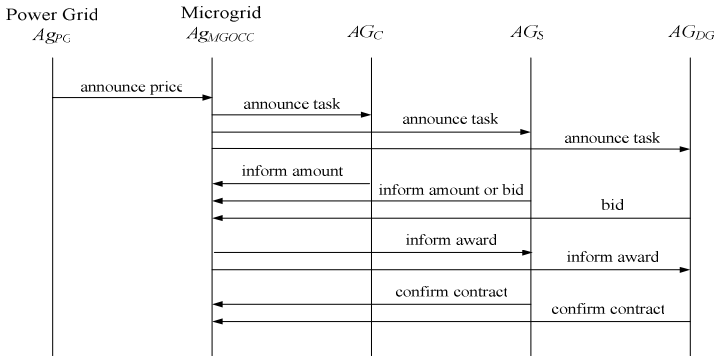 Power Grid
Microgrid
AgPG
AgMGOCC
AGC
AGS
AGDG
announce price
announce task
announce task
announce task
inform amount
inform amount or bid
bid
inform award
inform award
confirm contract
confirm contract